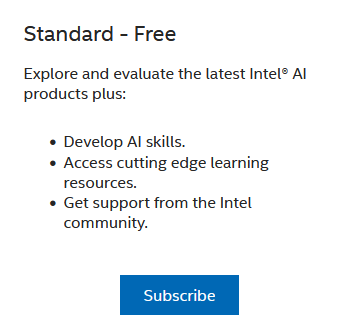 Standard - Free
Explore and evaluate the latest Intel® AI
products plus:
• Develop AI skills.
• Access cutting edge learning
resources.
• Get support from the Intel
community.
Subscribe